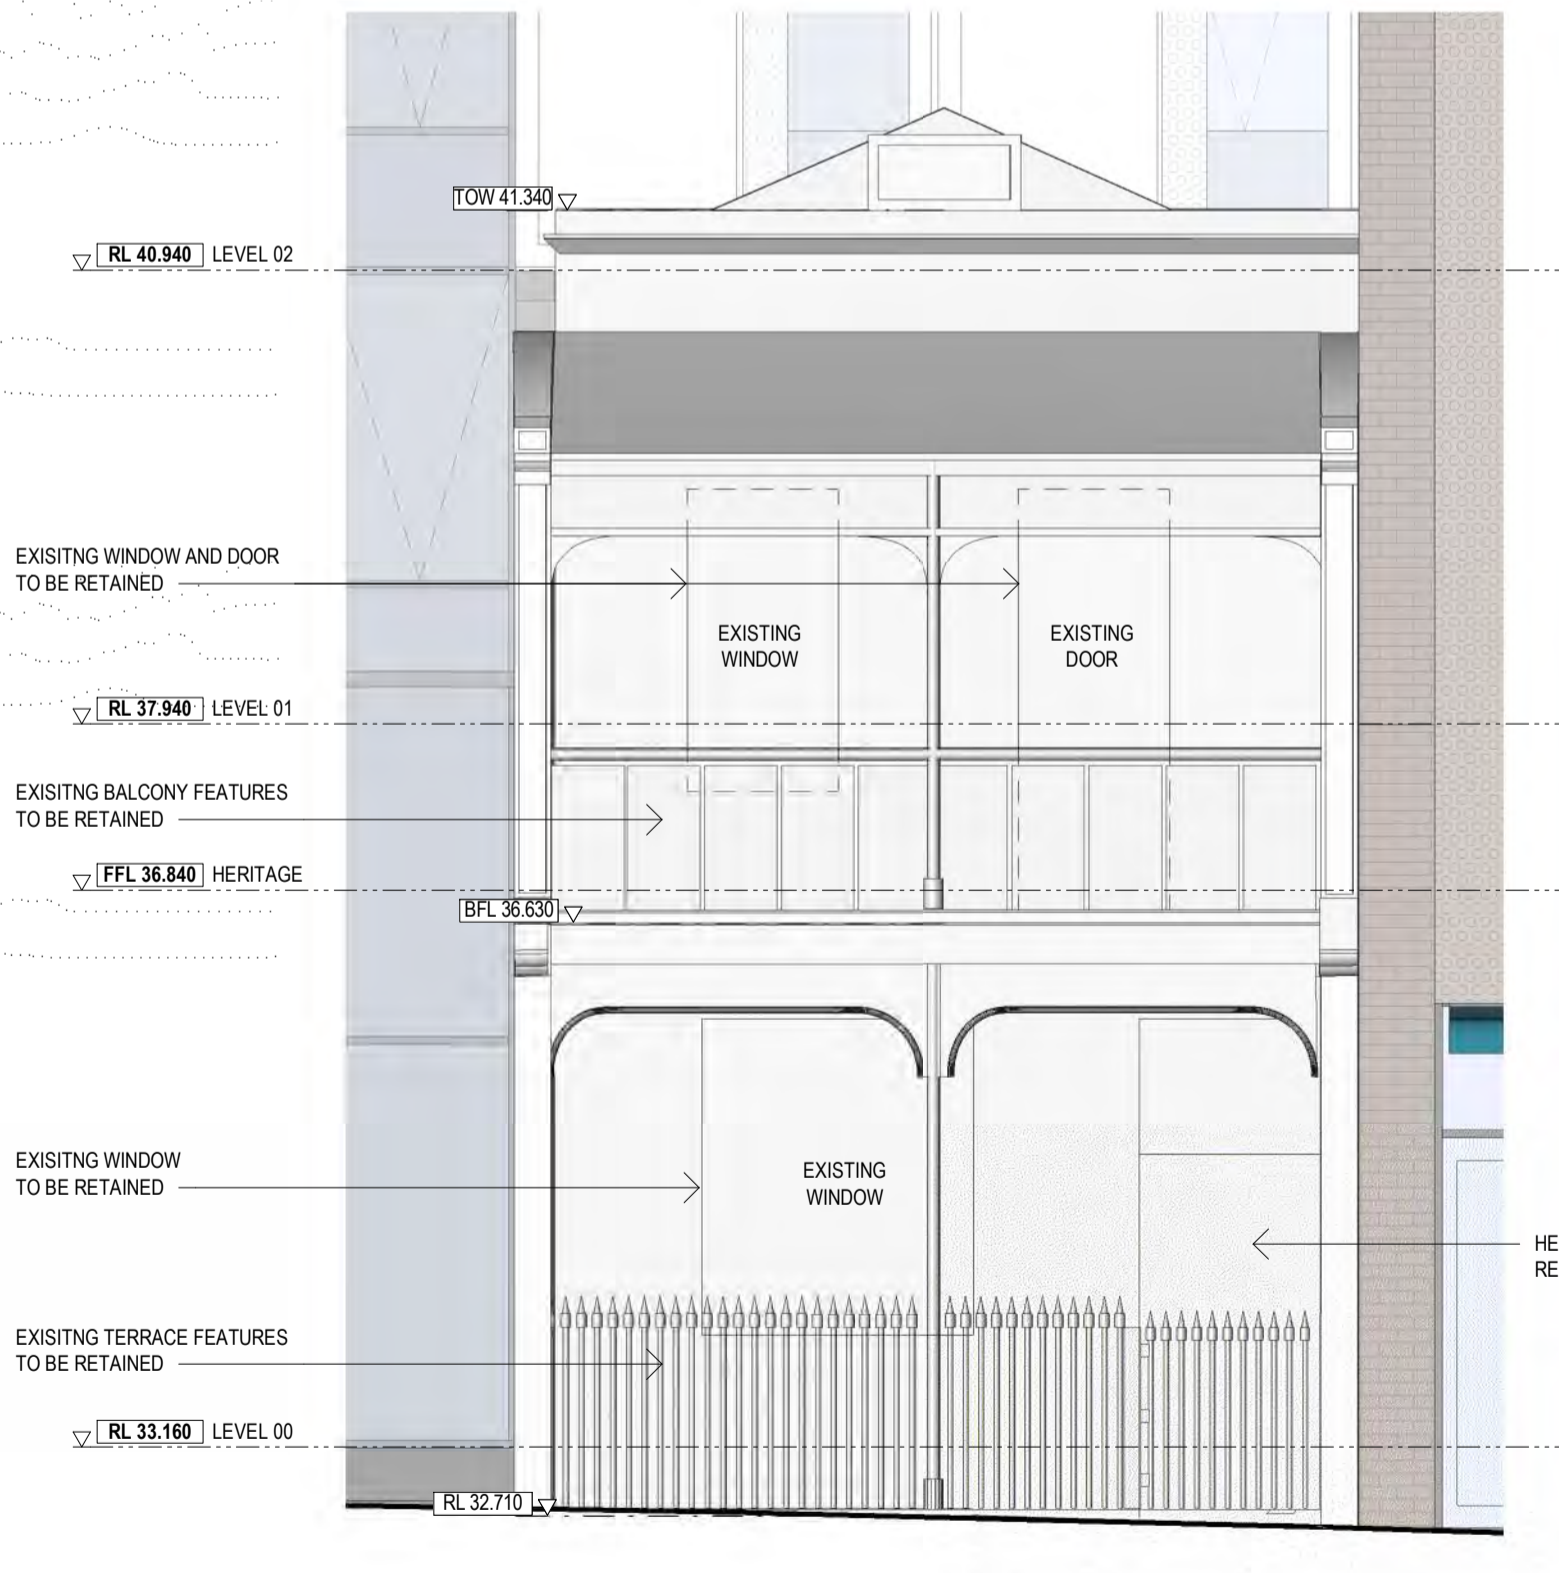 TOW 41.340
RL 40.940 LEVEL 02
EXISITNG WINDOW AND DOOR
TO BE RETAINED
EXISTING
WINDOW
EXISTING
DOOR
RL 37.940 LEVEL 01
EXISITNG BALCONY FEATURES
TO BE RETAINED
FFL 36.840 HERITAGE
BFL 36.630
EXISITNG WINDOW
TO BE RETAINED
EXISTING
WINDOW
HE
RE
EXISITNG TERRACE FEATURES
TO BE RETAINED
RL 33.160 LEVEL 00
RL 32.710